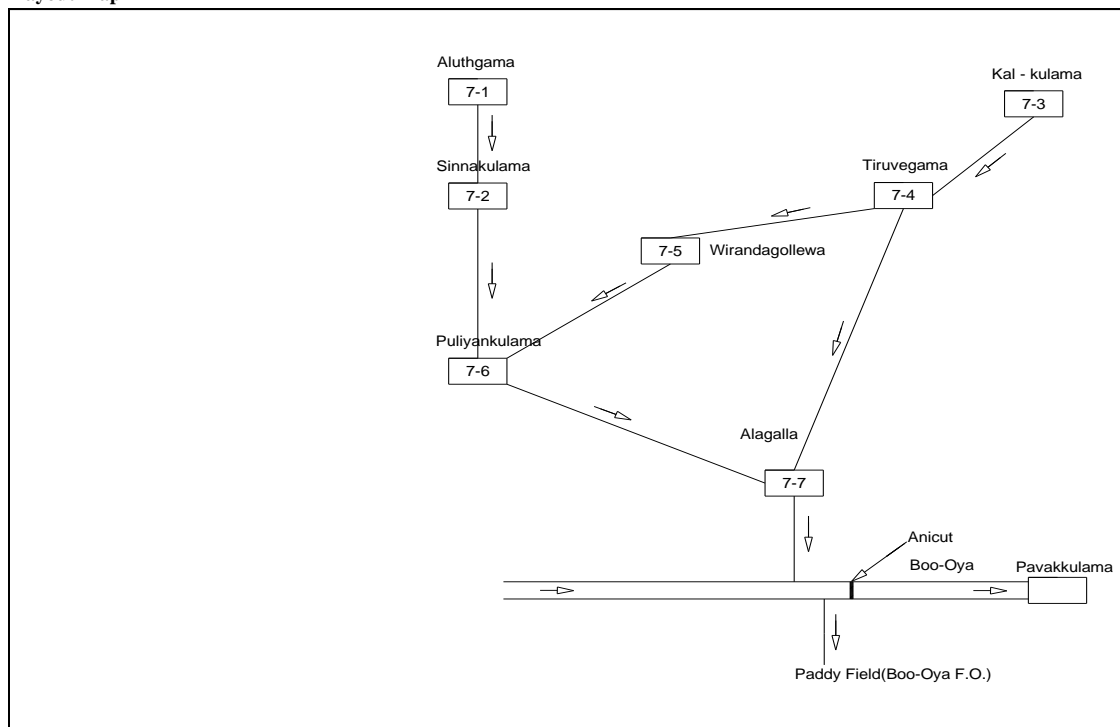 Aluthgama
7-1
Kal - kulama
7-3
Sinnakulama
7-2
Tiruvegama
7-4
7-5
Wirandagollewa
Puliyankulama
7-6
Alagalla
7-7
Anicut
Boo-Oya
Pavakkulama
Paddy Field(Boo-Oya F.O.)